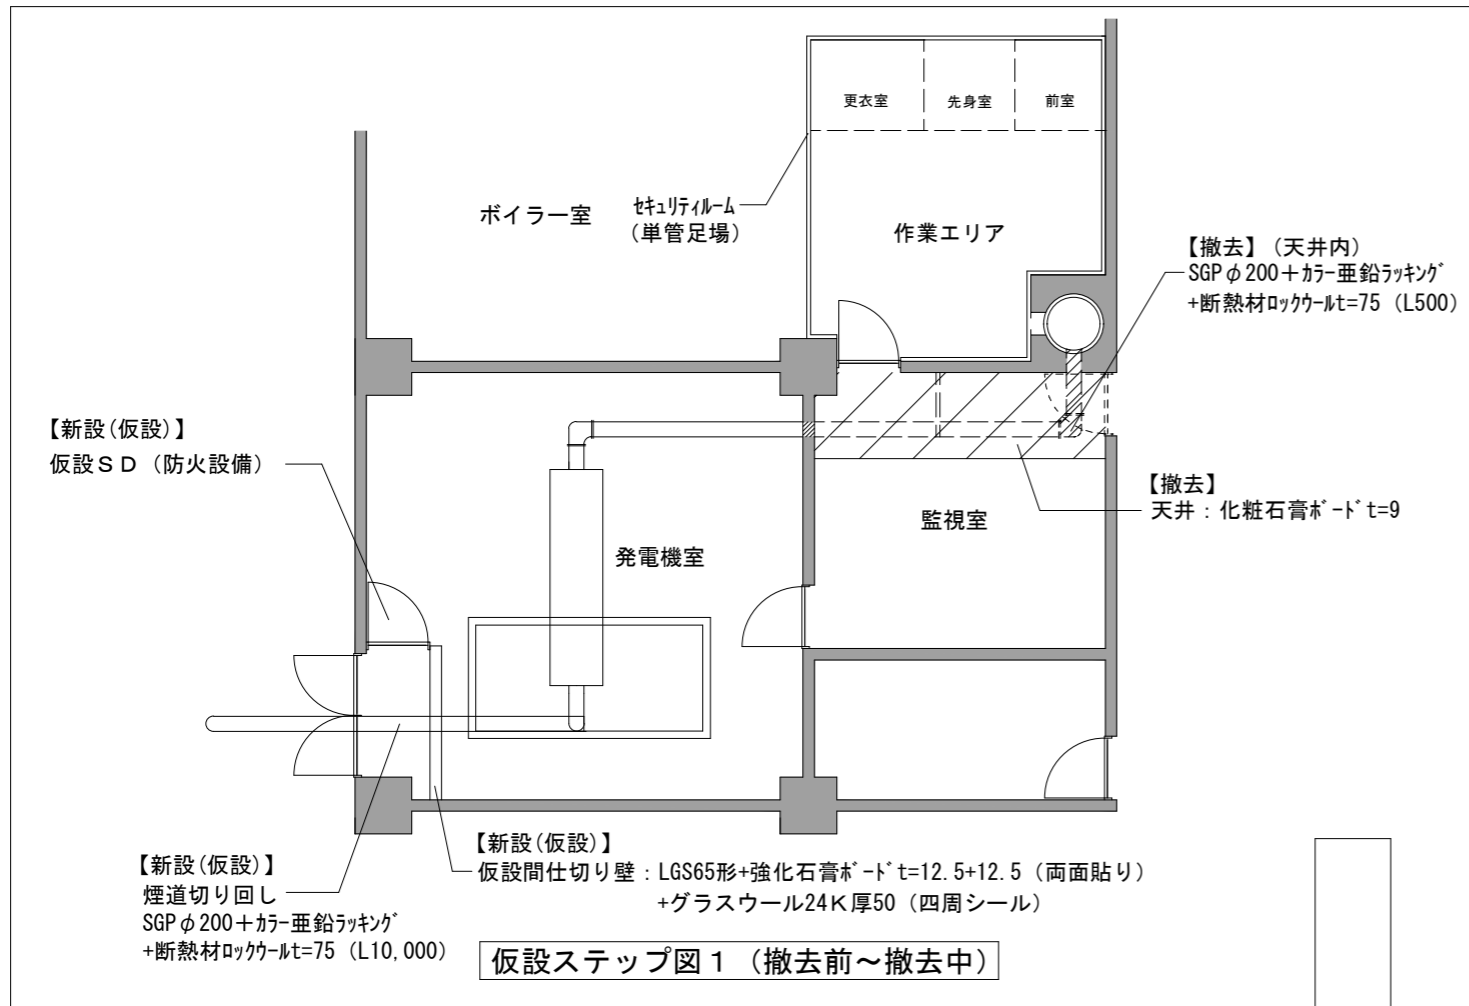 更衣室
先身室
前室
ボイラー室
セキュリティルーム
(単管足場)
作業エリア
【撤去】(天井内)
SGPφ200+カラー亜鉛ラッキング
+断熱材ロックウールt=75 (L500)
【新設(仮設)】
仮設SD (防火設備)
【撤去】
天井:化粧石膏ボードt=9
監視室
発電機室
【新設(仮設)】
煙道切り回し
SGPφ200+カラー亜鉛ラッキング
+断熱材ロックウールt=75 (L10,000)
【新設(仮設)】
仮設間仕切り壁:LGS65形+強化石膏ボードt=12.5+12.5 (両面貼り)
+グラスウール24K厚50 (四周シール)
仮設ステップ図1 (撤去前~撤去中)